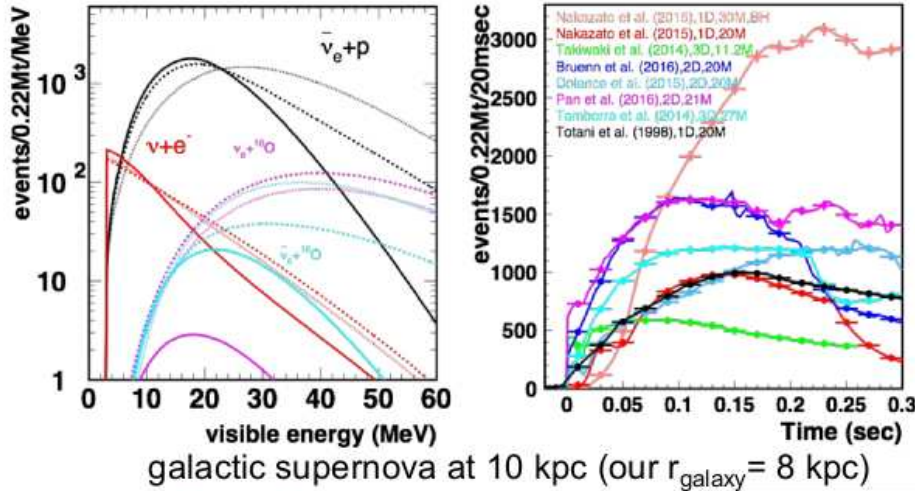 events/0.22Mt/MeV
10³
10²
10
1
ν̄e+p
ν+e⁻
νe+¹⁶O
ν̄e+¹⁶O
0 10 20 30 40 50 60
visible energy (MeV)
events/0.22Mt/20msec
3000
2500
2000
1500
1000
500
0
Nakazato et al. (2015),1D,30M,BH
Nakazato et al. (2015),1D,20M
Takiwaki et al. (2014),3D,11.2M
Bruenn et al. (2016),2D,20M
Dolence et al. (2015),2D,20M
Pan et al. (2016),2D,21M
Tamborra et al. (2014),3D,27M
Totani et al. (1998),1D,20M
0 0.05 0.1 0.15 0.2 0.25 0.3
Time (sec)
galactic supernova at 10 kpc (our rgalaxy= 8 kpc)